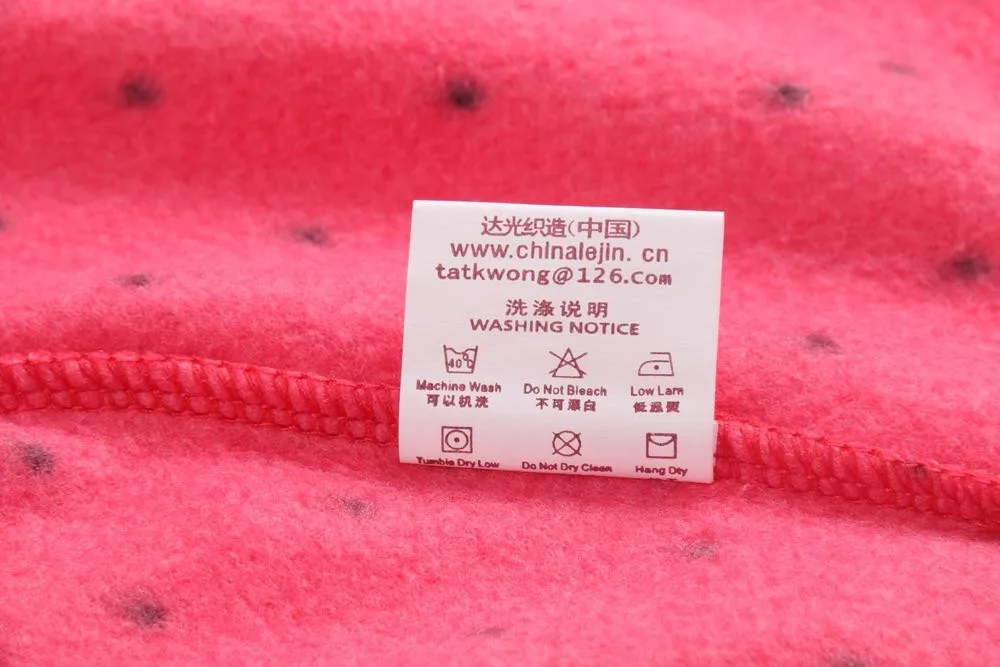 达光织造(中国)
www.chinalejin. cn
tatkwong@126.com
洗涤说明
WASHING NOTICE
40°
Machine Wash Do Not Bleach Low Larn
可以机洗 不可漂白 低温熨
Tumble Dry Low Do Not Dry Clean Hang Dty